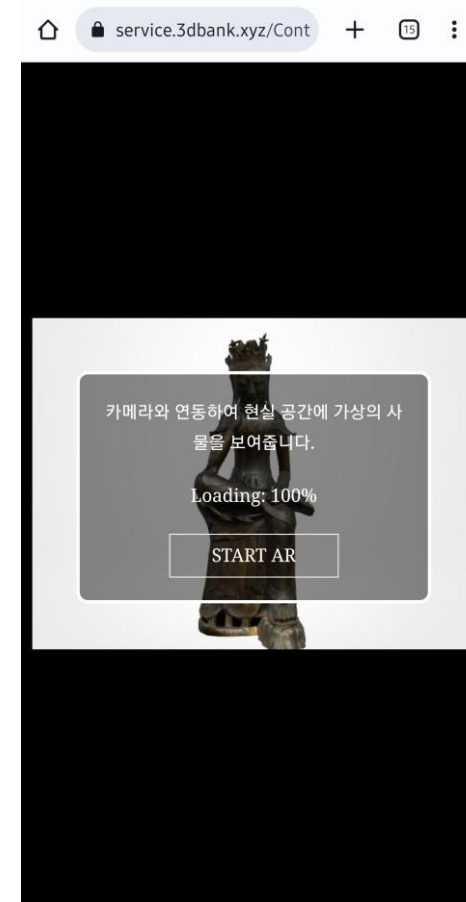 service.3dbank.xyz/Cont
15
카메라와 연동하여 현실 공간에 가상의 사
물을 보여줍니다.
Loading: 100%
START AR